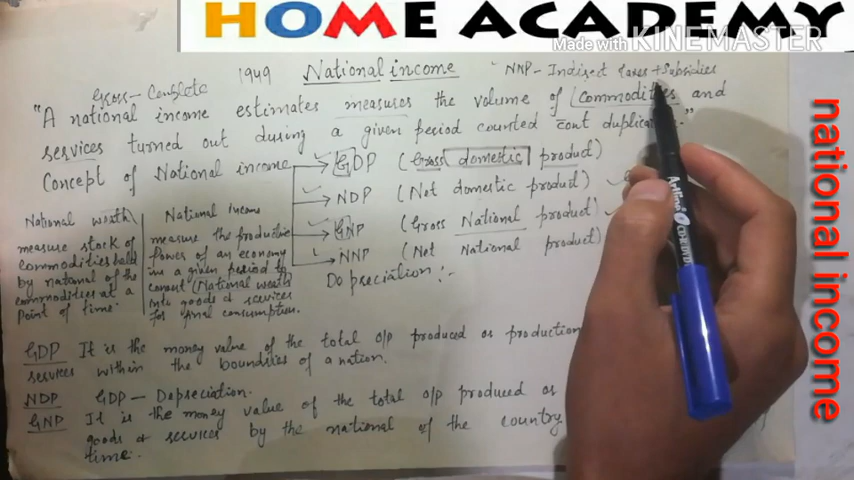 HOME ACADEMY
Made with KINEMASTER
Gross - Complete 1949 National income NNP - Indirect taxes + Subsidies
"A national income estimates measures the volume of commodities and
services turned out during a given period counted
Concept of National income
GDP (Gross domestic product)
NDP (Net domestic product)
GNP (Gross National product)
NNP (Net National product)
Depreciation :-
National wealth
measure stock of
commodities held
by national of the
commodities at a
Point of time.
National Income
measure the productive
Power of an economy
in a given period to
(National wealth
into goods & services
for final consumption.
GDP It is the money value of the total o/p produced or production
services within the boundries of a nation.
NDP GDP - Depreciation.
GNP It is the money value of the total o/p produced or
goods & services by the national of the country
time.
Artline
national income